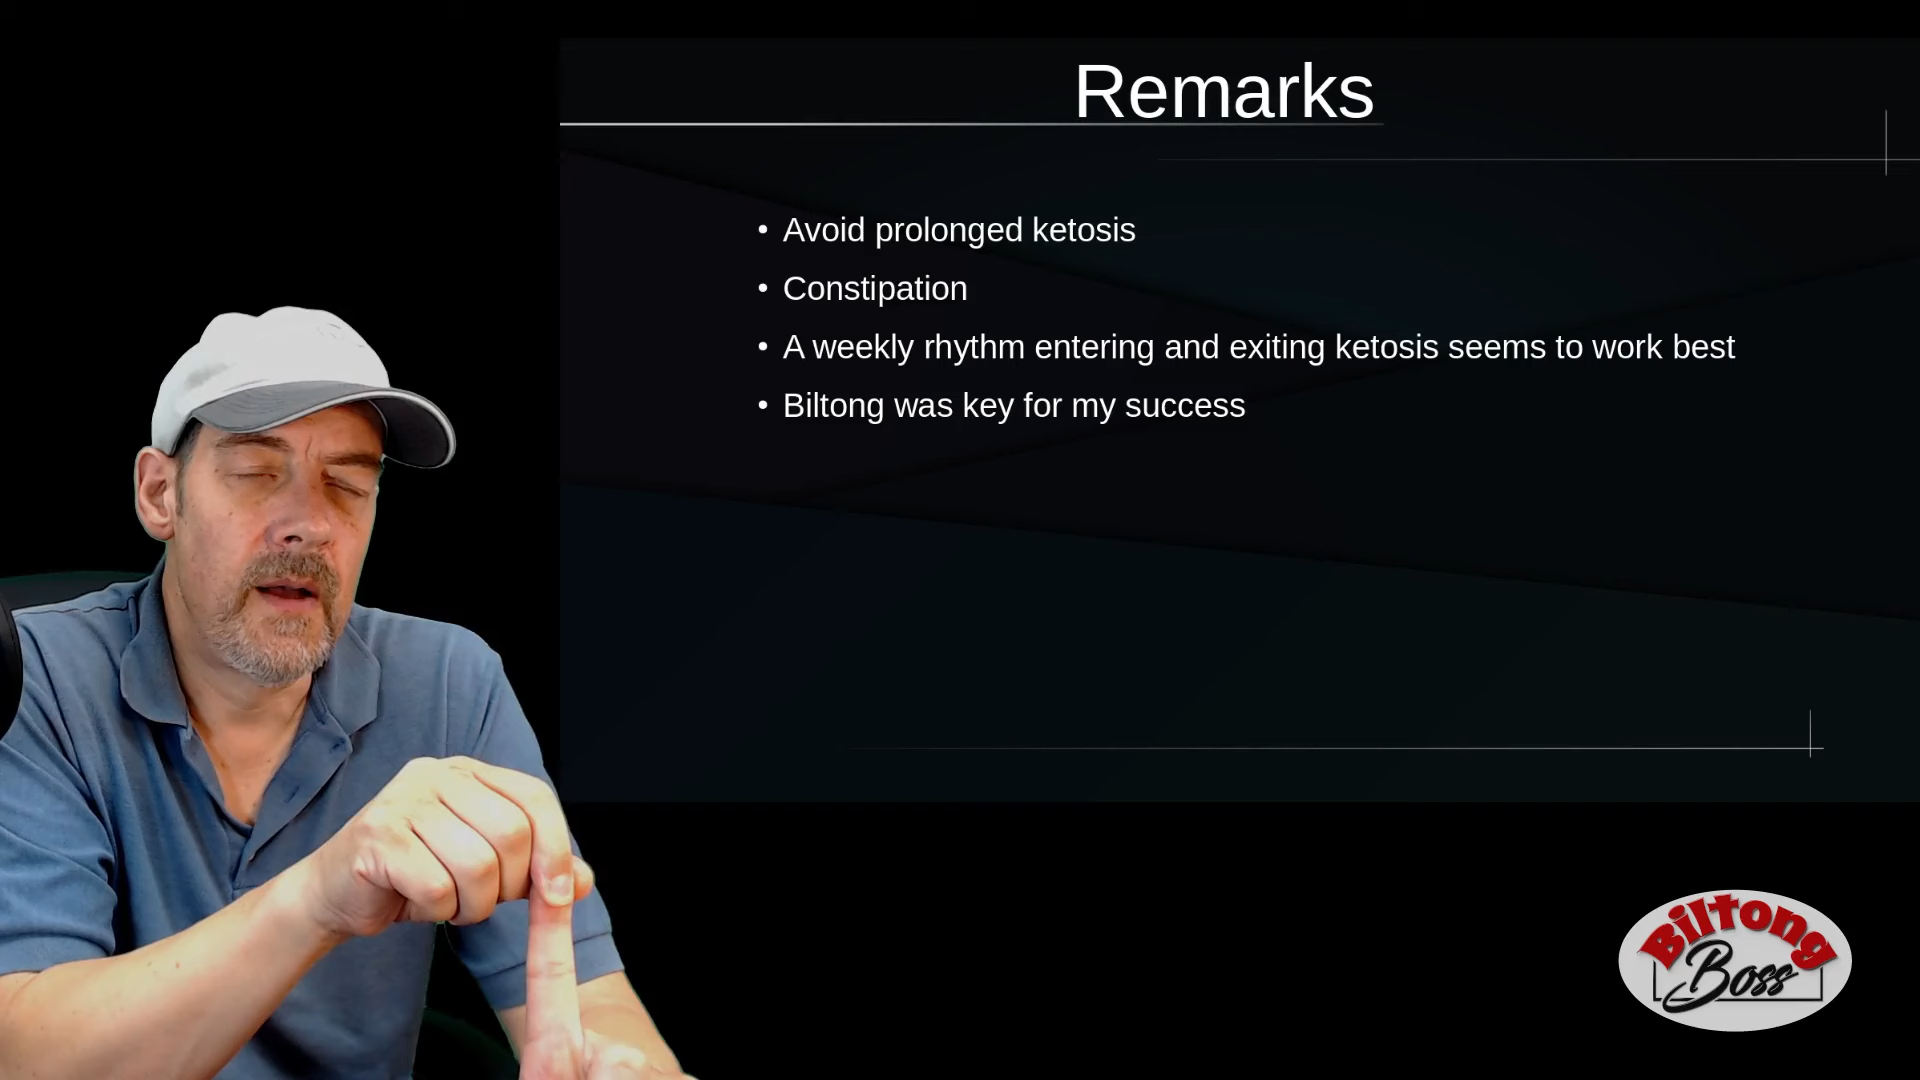 Remarks
• Avoid prolonged ketosis
• Constipation
• A weekly rhythm entering and exiting ketosis seems to work best
• Biltong was key for my success
Biltong
Boss